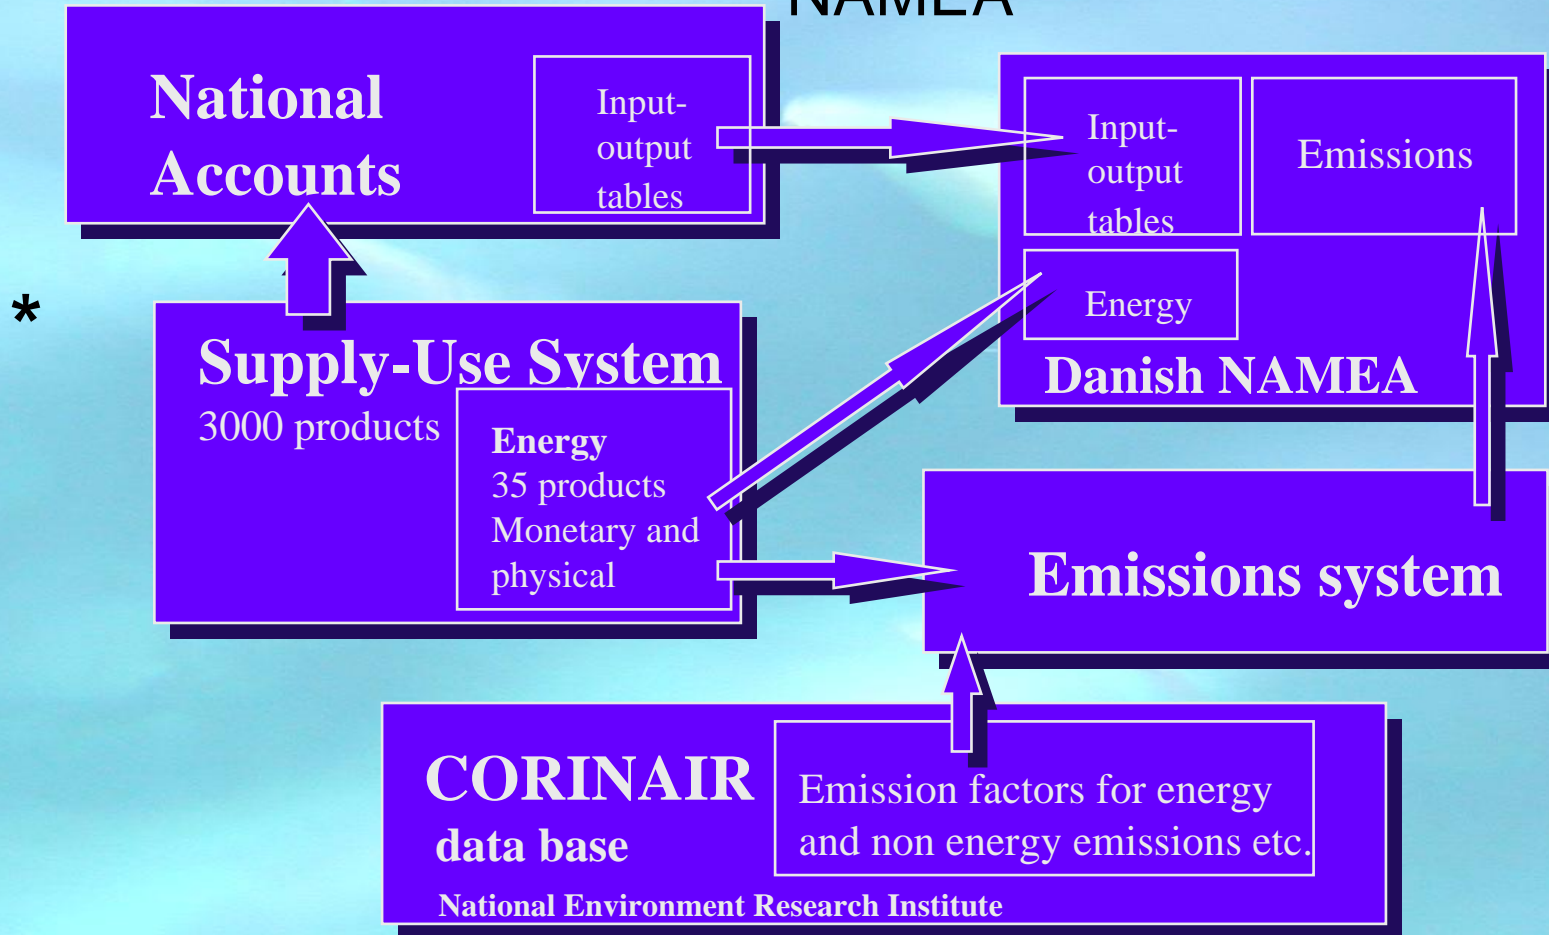 NAMEA
National
Accounts
Input-
output
tables
Input-
output
tables
Emissions
Energy
Danish NAMEA
*
Supply-Use System
3000 products
Energy
35 products
Monetary and
physical
Emissions system
CORINAIR
data base
National Environment Research Institute
Emission factors for energy
and non energy emissions etc.